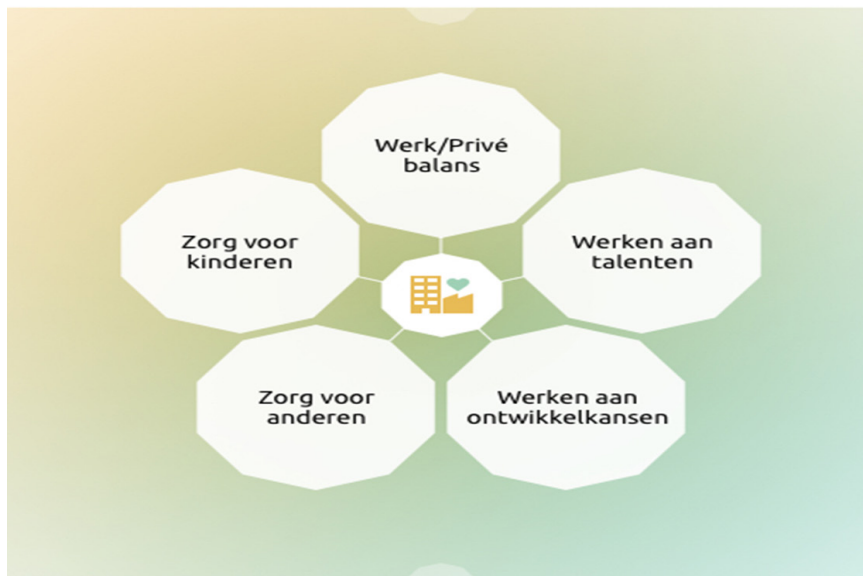 Werk/Privé
balans
Werken aan
talenten
Werken aan
ontwikkelkansen
Zorg voor
anderen
Zorg voor
kinderen